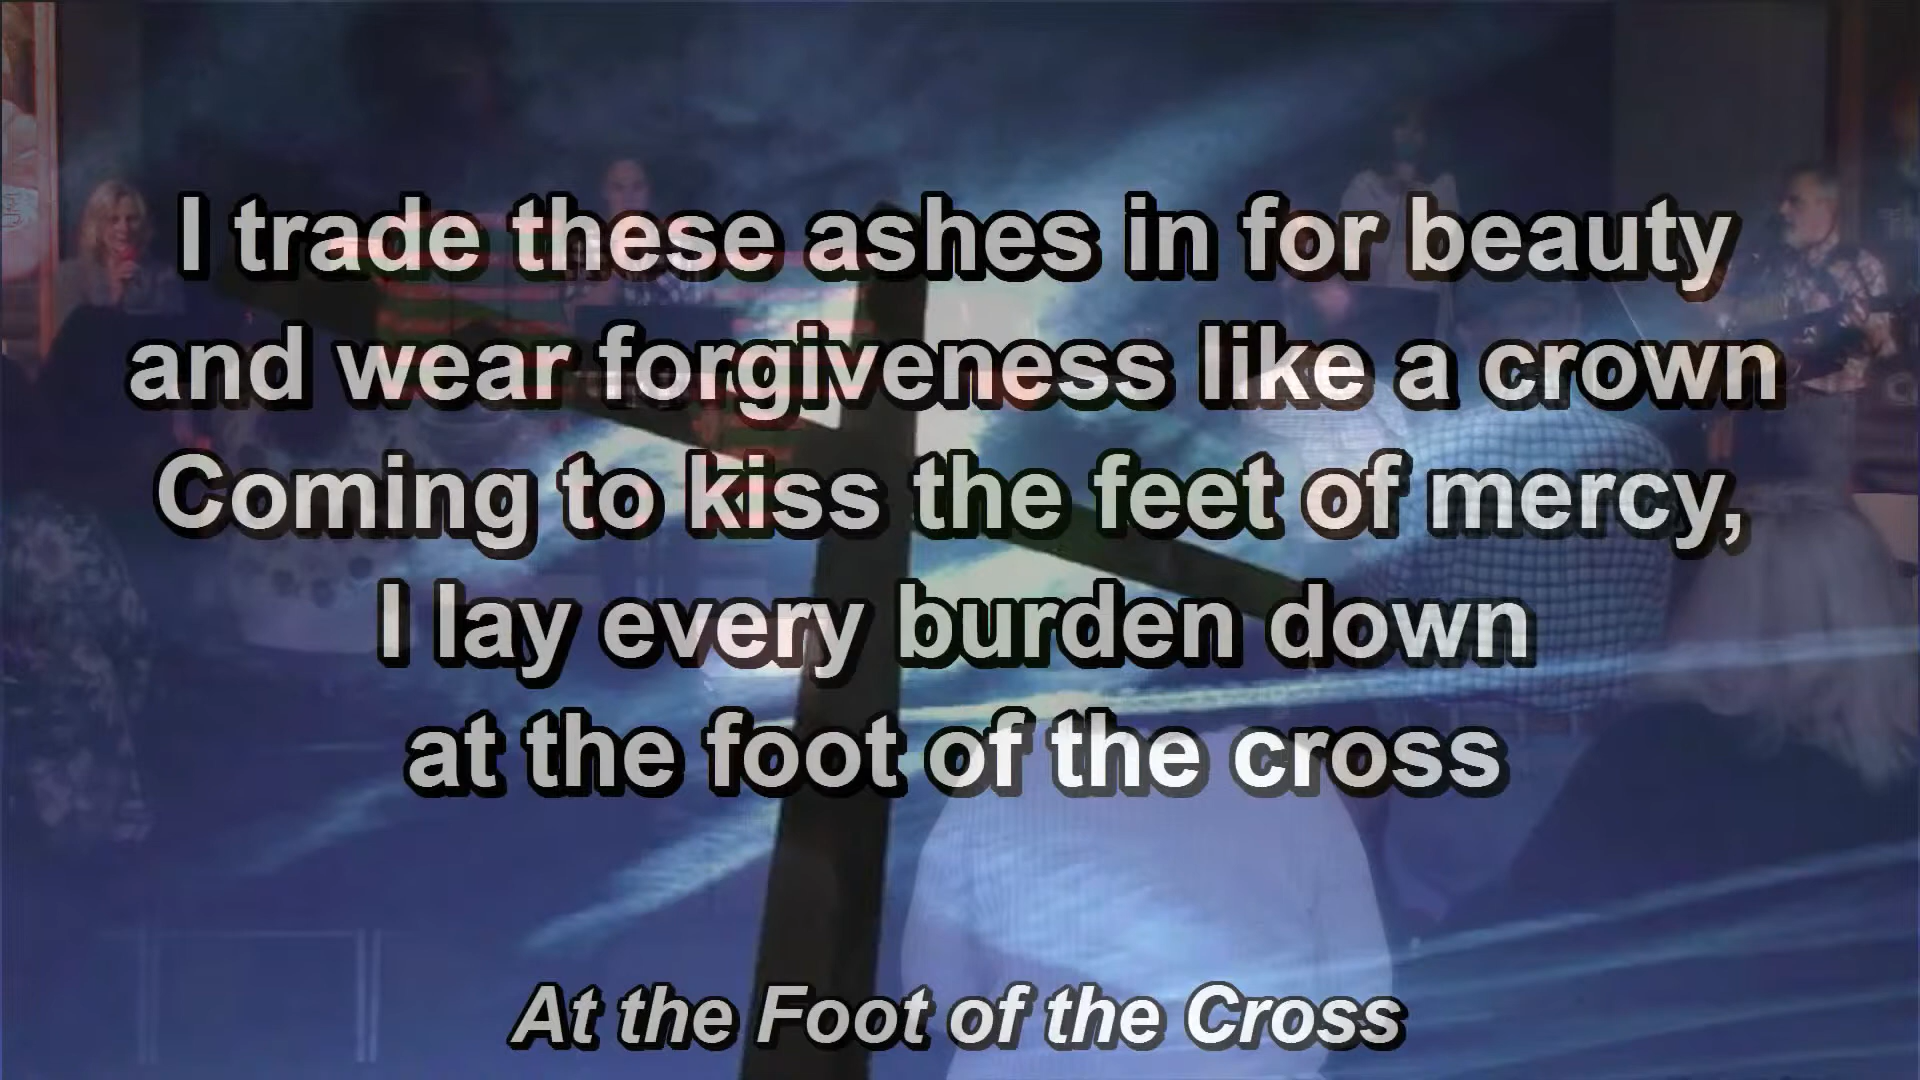 I trade these ashes in for beauty
and wear forgiveness like a crown
Coming to kiss the feet of mercy,
I lay every burden down
at the foot of the cross
At the Foot of the Cross